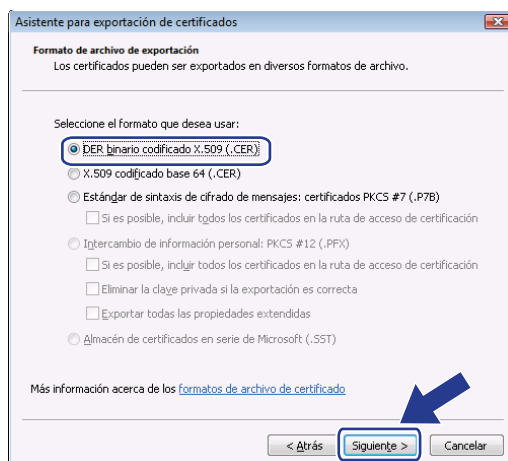 Asistente para exportación de certificados
Formato de archivo de exportación
Los certificados pueden ser exportados en diversos formatos de archivo.
Seleccione el formato que desea usar:
DER binario codificado X.509 (.CER)
X.509 codificado base 64 (.CER)
Estándar de sintaxis de cifrado de mensajes: certificados PKCS #7 (.P7B)
Si es posible, incluir todos los certificados en la ruta de acceso de certificación
Intercambio de información personal: PKCS #12 (.PFX)
Si es posible, incluir todos los certificados en la ruta de acceso de certificación
Eliminar la clave privada si la exportación es correcta
Exportar todas las propiedades extendidas
Almacén de certificados en serie de Microsoft (.SST)
Más información acerca de los formatos de archivo de certificado
< Atrás Siguiente > Cancelar